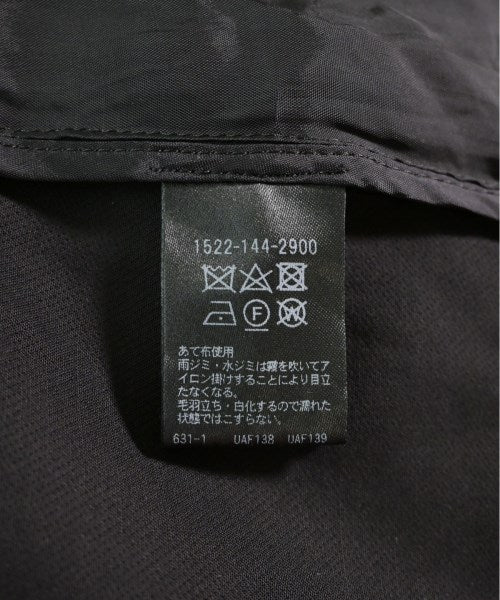 1522-144-2900
F W
あて布使用
雨ジミ・水ジミは霧を吹いてア
イロン掛けすることにより目立
たなくなる。
毛羽立ち・白化するので濡れた
状態ではこすらない。
631-1 UAF138 UAF139